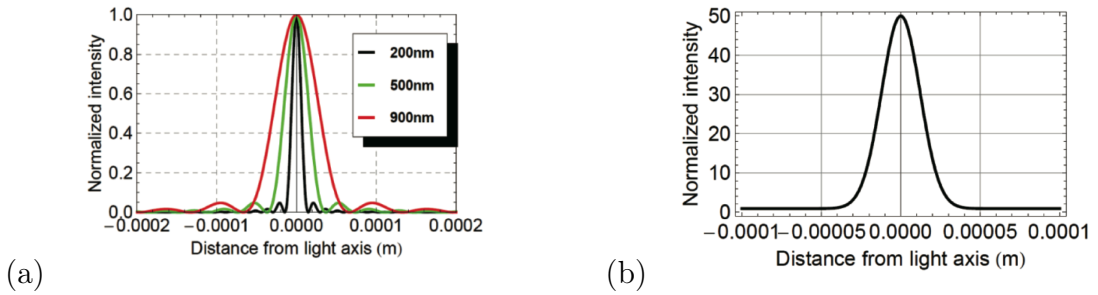 1.0
0.8
0.6
0.4
0.2
0.0
Normalized intensity
200nm
500nm
900nm
−0.0002 −0.0001 0.0000 0.0001 0.0002
Distance from light axis (m)
(a)
50
40
30
20
10
0
Normalized intensity
−0.0001 −0.00005 0.0000 0.00005 0.0001
Distance from light axis (m)
(b)